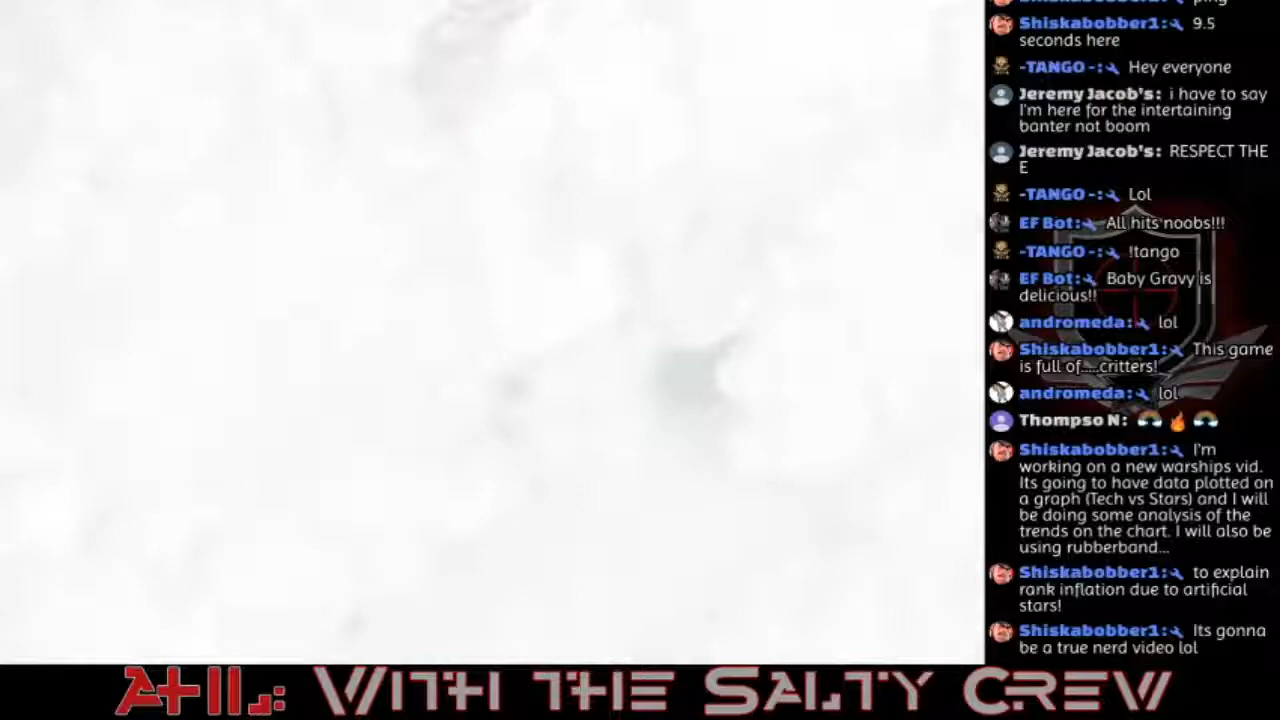 Shiskabobber1: 9.5
seconds here
-TANGO-: Hey everyone
Jeremy Jacob's: i have to say
I'm here for the intertaining
banter not boom
Jeremy Jacob's: RESPECT THE
E
-TANGO-: Lol
EF Bot: All hits noobs!!!
-TANGO-: !tango
EF Bot: Baby Gravy is
delicious!!
andromeda: lol
Shiskabobber1: This game
is full of.....critters!
andromeda: lol
Thompso N:
Shiskabobber1: I'm
working on a new warships vid.
Its going to have data plotted on
a graph (Tech vs Stars) and I will
be doing some analysis of the
trends on the chart. I will also be
using rubberband...
Shiskabobber1: to explain
rank inflation due to artificial
stars!
Shiskabobber1: Its gonna
be a true nerd video lol
WITH THE SALTY CREW